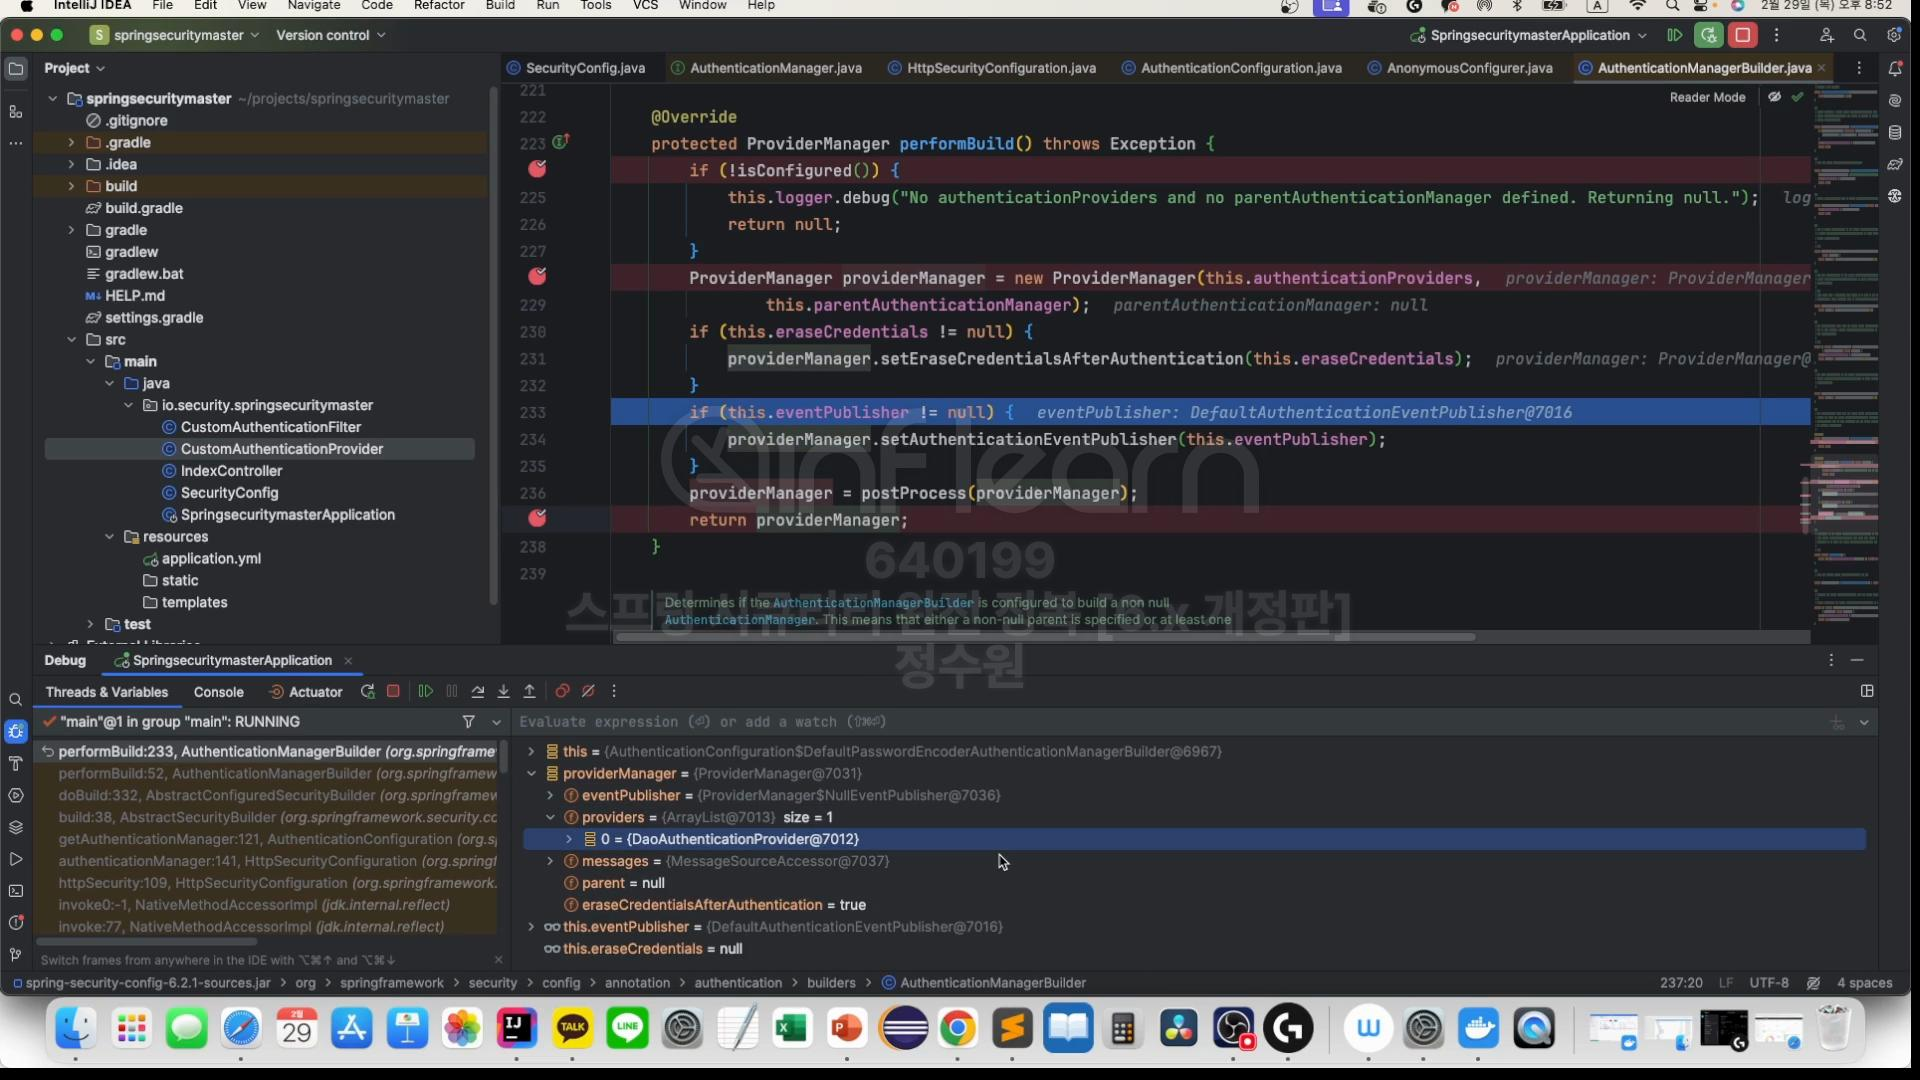 IntelliJ IDEA File Edit View Navigate Code Refactor Build Run Tools VCS Window Help 2월 29일 (목) 오후 8:52
S springsecuritymaster Version control SpringsecuritymasterApplication
Project
SecurityConfig.java AuthenticationManager.java HttpSecurityConfiguration.java AuthenticationConfiguration.java AnonymousConfigurer.java AuthenticationManagerBuilder.java
Reader Mode
springsecuritymaster ~/projects/springsecuritymaster
.gitignore
.gradle
.idea
build
build.gradle
gradle
gradlew
gradlew.bat
HELP.md
settings.gradle
src
main
java
io.security.springsecuritymaster
CustomAuthenticationFilter
CustomAuthenticationProvider
IndexController
SecurityConfig
SpringsecuritymasterApplication
resources
application.yml
static
templates
test
221
222 @Override
223 protected ProviderManager performBuild() throws Exception {
if (!isConfigured()) {
225 this.logger.debug("No authenticationProviders and no parentAuthenticationManager defined. Returning null."); log
226 return null;
227 }
ProviderManager providerManager = new ProviderManager(this.authenticationProviders, providerManager: ProviderManager
229 this.parentAuthenticationManager); parentAuthenticationManager: null
230 if (this.eraseCredentials != null) {
231 providerManager.setEraseCredentialsAfterAuthentication(this.eraseCredentials); providerManager: ProviderManager@
232 }
233 if (this.eventPublisher != null) { eventPublisher: DefaultAuthenticationEventPublisher@7016
234 providerManager.setAuthenticationEventPublisher(this.eventPublisher);
235 }
236 providerManager = postProcess(providerManager);
return providerManager;
238 }
239
Determines if the AuthenticationManagerBuilder is configured to build a non null
AuthenticationManager. This means that either a non-null parent is specified or at least one
inflearn
640199
스프링 시큐리티 완전 정복 [6.x 개정판]
정수원
Debug SpringsecuritymasterApplication
Threads & Variables Console Actuator
"main"@1 in group "main": RUNNING
Evaluate expression (⏎) or add a watch (⇧⌘⏎)
performBuild:233, AuthenticationManagerBuilder (org.springframe
performBuild:52, AuthenticationManagerBuilder (org.springframew
doBuild:332, AbstractConfiguredSecurityBuilder (org.springframe
build:38, AbstractSecurityBuilder (org.springframework.security.cc
getAuthenticationManager:121, AuthenticationConfiguration (org.s
authenticationManager:141, HttpSecurityConfiguration (org.springf
httpSecurity:109, HttpSecurityConfiguration (org.springframework.
invoke0:-1, NativeMethodAccessorImpl (jdk.internal.reflect)
invoke:77, NativeMethodAccessorImpl (jdk.internal.reflect)
Switch frames from anywhere in the IDE with ⌥⌘↑ and ⌥⌘↓
this = {AuthenticationConfiguration$DefaultPasswordEncoderAuthenticationManagerBuilder@6967}
providerManager = {ProviderManager@7031}
eventPublisher = {ProviderManager$NullEventPublisher@7036}
providers = {ArrayList@7013} size = 1
0 = {DaoAuthenticationProvider@7012}
messages = {MessageSourceAccessor@7037}
parent = null
eraseCredentialsAfterAuthentication = true
this.eventPublisher = {DefaultAuthenticationEventPublisher@7016}
this.eraseCredentials = null
spring-security-config-6.2.1-sources.jar org springframework security config annotation authentication builders AuthenticationManagerBuilder 237:20 LF UTF-8 4 spaces
2월 29 IJ TALK LINE X P W